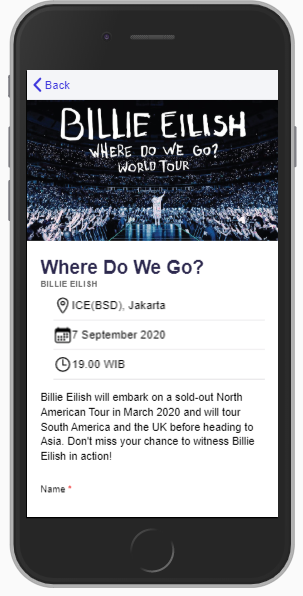 Back
BILLIE EILISH
WHERE DO WE GO?
WORLD TOUR
Where Do We Go?
BILLIE EILISH
ICE(BSD), Jakarta
7 September 2020
19.00 WIB
Billie Eilish will embark on a sold-out North
American Tour in March 2020 and will tour
South America and the UK before heading to
Asia. Don't miss your chance to witness Billie
Eilish in action!
Name *